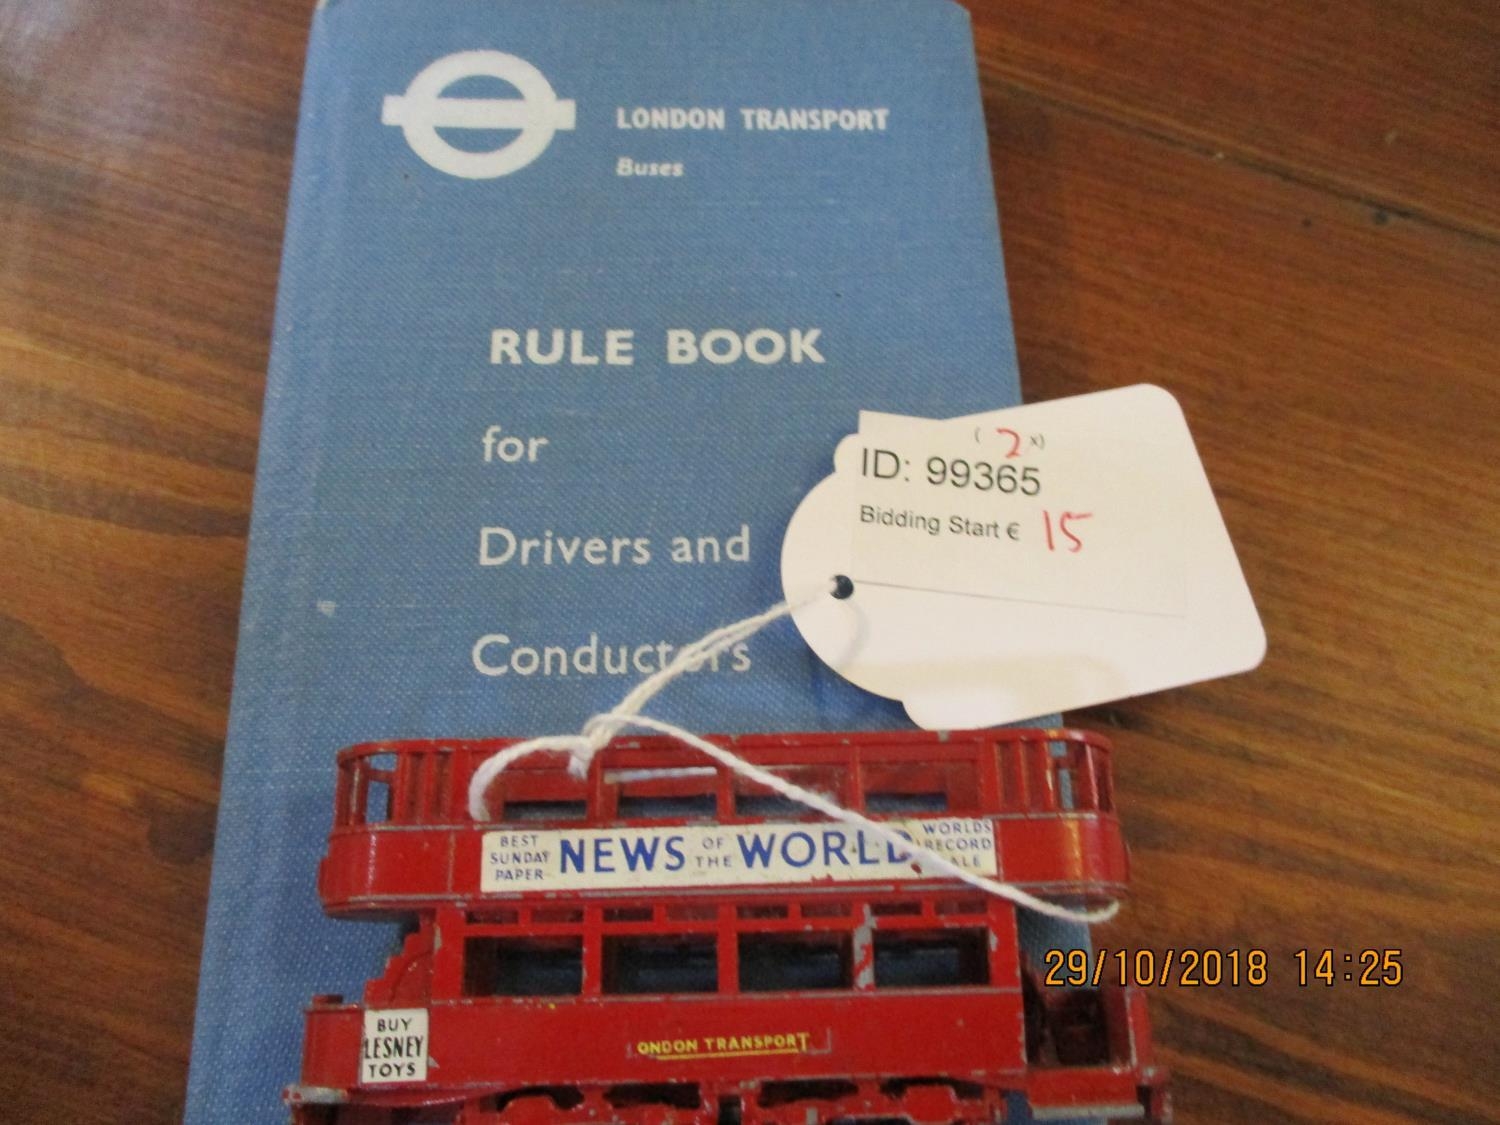 LONDON TRANSPORT
Buses
RULE BOOK
for
Drivers and
Conductors
(2x)
ID: 99365
Bidding Start € 15
BEST
SUNDAY
PAPER
NEWS OF THE WORLD
WORLDS
RECORD
ALE
BUY
LESNEY
TOYS
ONDON TRANSPORT
29/10/2018 14:25